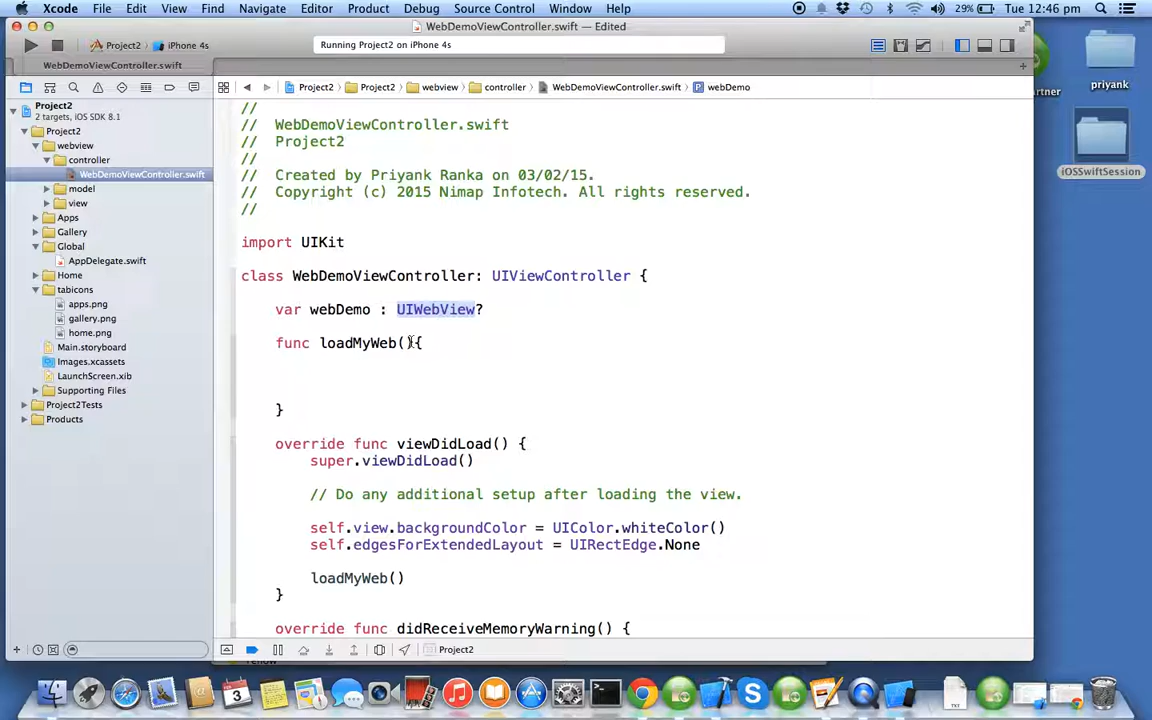 Xcode File Edit View Find Navigate Editor Product Debug Source Control Window Help 29% Tue 12:46 pm
WebDemoViewController.swift — Edited
Project2 iPhone 4s Running Project2 on iPhone 4s
WebDemoViewController.swift
Project2 Project2 webview controller WebDemoViewController.swift P webDemo
Project2
2 targets, iOS SDK 8.1
Project2
webview
controller
WebDemoViewController.swift
model
view
Apps
Gallery
Global
AppDelegate.swift
Home
tabicons
apps.png
gallery.png
home.png
Main.storyboard
Images.xcassets
LaunchScreen.xib
Supporting Files
Project2Tests
Products
//
// WebDemoViewController.swift
// Project2
//
// Created by Priyank Ranka on 03/02/15.
// Copyright (c) 2015 Nimap Infotech. All rights reserved.
//
import UIKit
class WebDemoViewController: UIViewController {
var webDemo : UIWebView?
func loadMyWeb(){
}
override func viewDidLoad() {
super.viewDidLoad()
// Do any additional setup after loading the view.
self.view.backgroundColor = UIColor.whiteColor()
self.edgesForExtendedLayout = UIRectEdge.None
loadMyWeb()
}
override func didReceiveMemoryWarning() {
Project2
priyank
artner
iOSSwiftSession
3
TXT